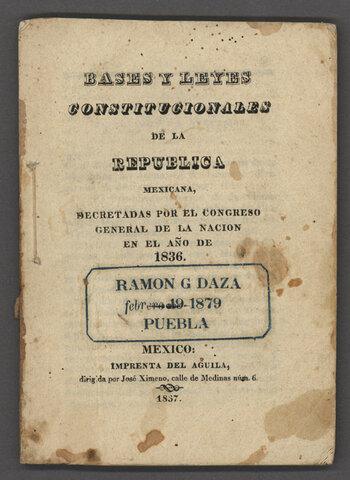 BASES Y LEYES
CONSTITUCIONALES
DE LA
REPUBLICA
MEXICANA,
DECRETADAS POR EL CONGRESO
GENERAL DE LA NACION
EN EL AÑO DE
1836.
RAMON G DAZA
febrero 19-1879
PUEBLA
MEXICO:
IMPRENTA DEL AGUILA,
dirigida por José Ximeno, calle de Medinas núm. 6.
1837.